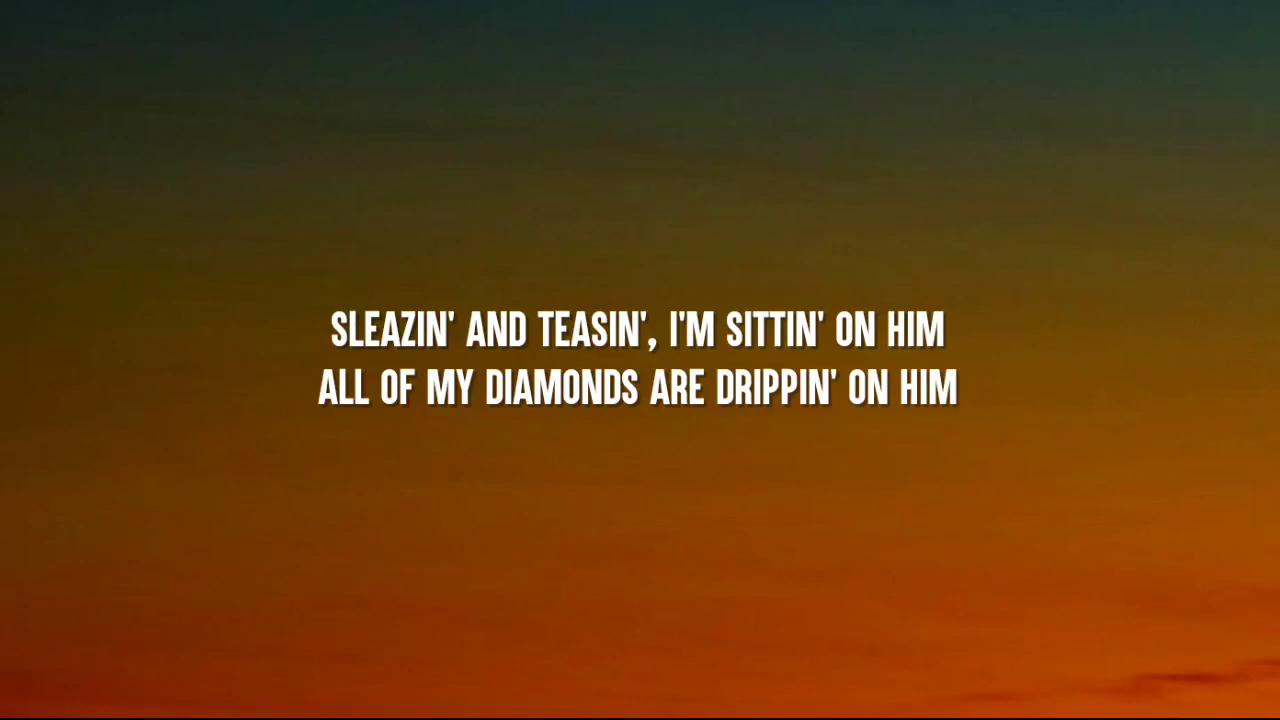 SLEAZIN' AND TEASIN', I'M SITTIN' ON HIM
ALL OF MY DIAMONDS ARE DRIPPIN' ON HIM